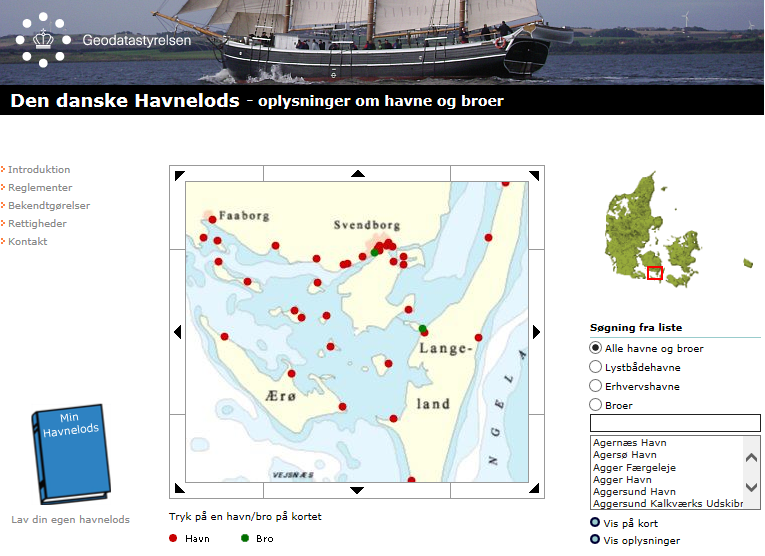 Geodatastyrelsen
Den danske Havnelods - oplysninger om havne og broer
Introduktion
Reglementer
Bekendtgørelser
Rettigheder
Kontakt
Min
Havnelods
Lav din egen havnelods
Faaborg
Svendborg
Lange-
land
Ærø
NGELA
VEJSNÆS
Tryk på en havn/bro på kortet
Havn
Bro
Søgning fra liste
Alle havne og broer
Lystbådehavne
Erhvervshavne
Broer
Agernæs Havn
Agersø Havn
Agger Færgeleje
Agger Havn
Aggersund Havn
Aggersund Kalkværks Udskibr
Vis på kort
Vis oplysninger